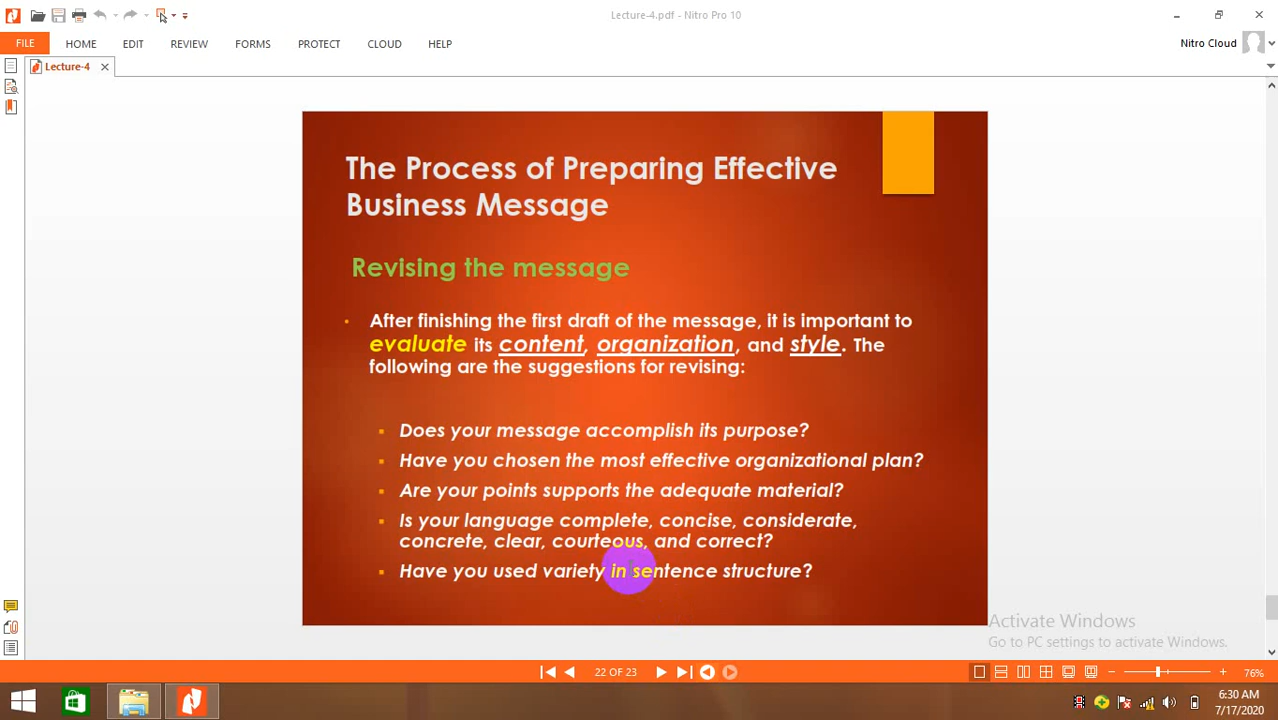 Lecture-4.pdf - Nitro Pro 10
FILE HOME EDIT REVIEW FORMS PROTECT CLOUD HELP Nitro Cloud
Lecture-4
The Process of Preparing Effective
Business Message
Revising the message
After finishing the first draft of the message, it is important to
evaluate its content, organization, and style. The
following are the suggestions for revising:
Does your message accomplish its purpose?
Have you chosen the most effective organizational plan?
Are your points supports the adequate material?
Is your language complete, concise, considerate,
concrete, clear, courteous, and correct?
Have you used variety in sentence structure?
Activate Windows
Go to PC settings to activate Windows.
22 OF 23
76%
6:30 AM
7/17/2020